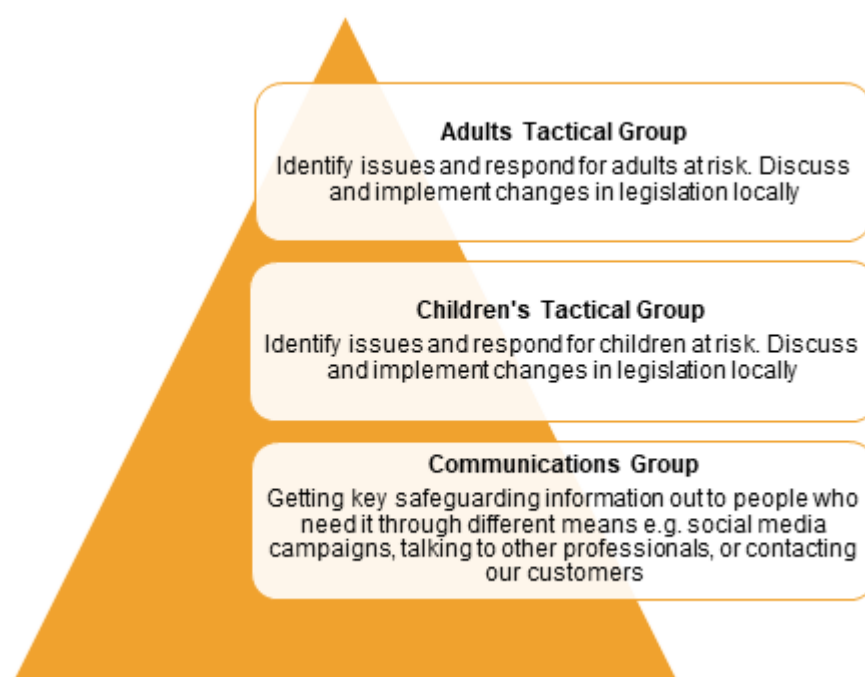 Adults Tactical Group
Identify issues and respond for adults at risk. Discuss
and implement changes in legislation locally
Children's Tactical Group
Identify issues and respond for children at risk. Discuss
and implement changes in legislation locally
Communications Group
Getting key safeguarding information out to people who
need it through different means e.g. social media
campaigns, talking to other professionals, or contacting
our customers